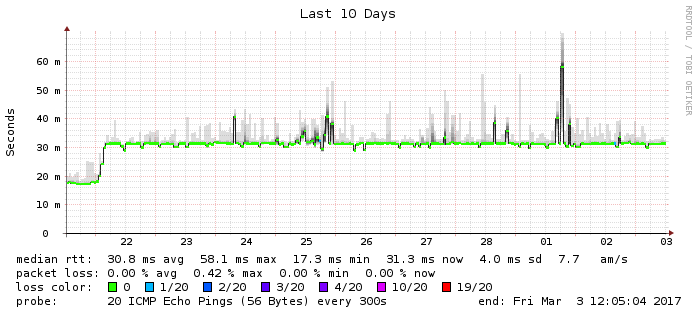 Last 10 Days
RRDTOOL / TOBI OETIKER
Seconds
60 m
50 m
40 m
30 m
20 m
10 m
0
22 23 24 25 26 27 28 01 02 03
median rtt: 30.8 ms avg 58.1 ms max 17.3 ms min 31.3 ms now 4.0 ms sd 7.7 am/s
packet loss: 0.00 % avg 0.42 % max 0.00 % min 0.00 % now
loss color: 0 1/20 2/20 3/20 4/20 10/20 19/20
probe: 20 ICMP Echo Pings (56 Bytes) every 300s end: Fri Mar 3 12:05:04 2017